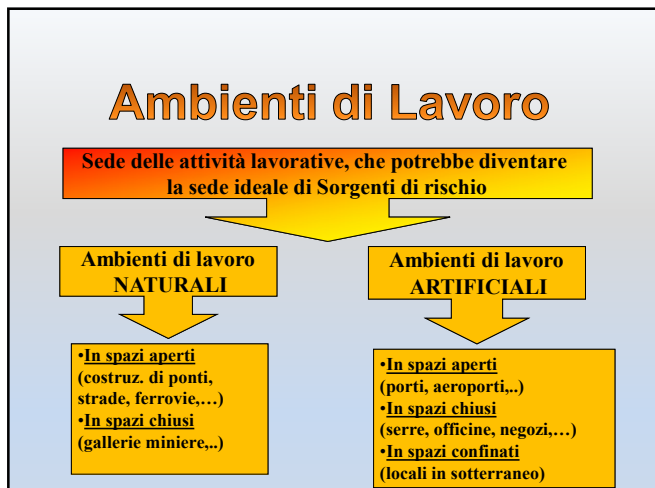 Ambienti di Lavoro
Sede delle attività lavorative, che potrebbe diventare
la sede ideale di Sorgenti di rischio
Ambienti di lavoro
NATURALI
•In spazi aperti
(costruz. di ponti,
strade, ferrovie,…)
•In spazi chiusi
(gallerie miniere,..)
Ambienti di lavoro
ARTIFICIALI
•In spazi aperti
(porti, aeroporti,..)
•In spazi chiusi
(serre, officine, negozi,…)
•In spazi confinati
(locali in sotterraneo)